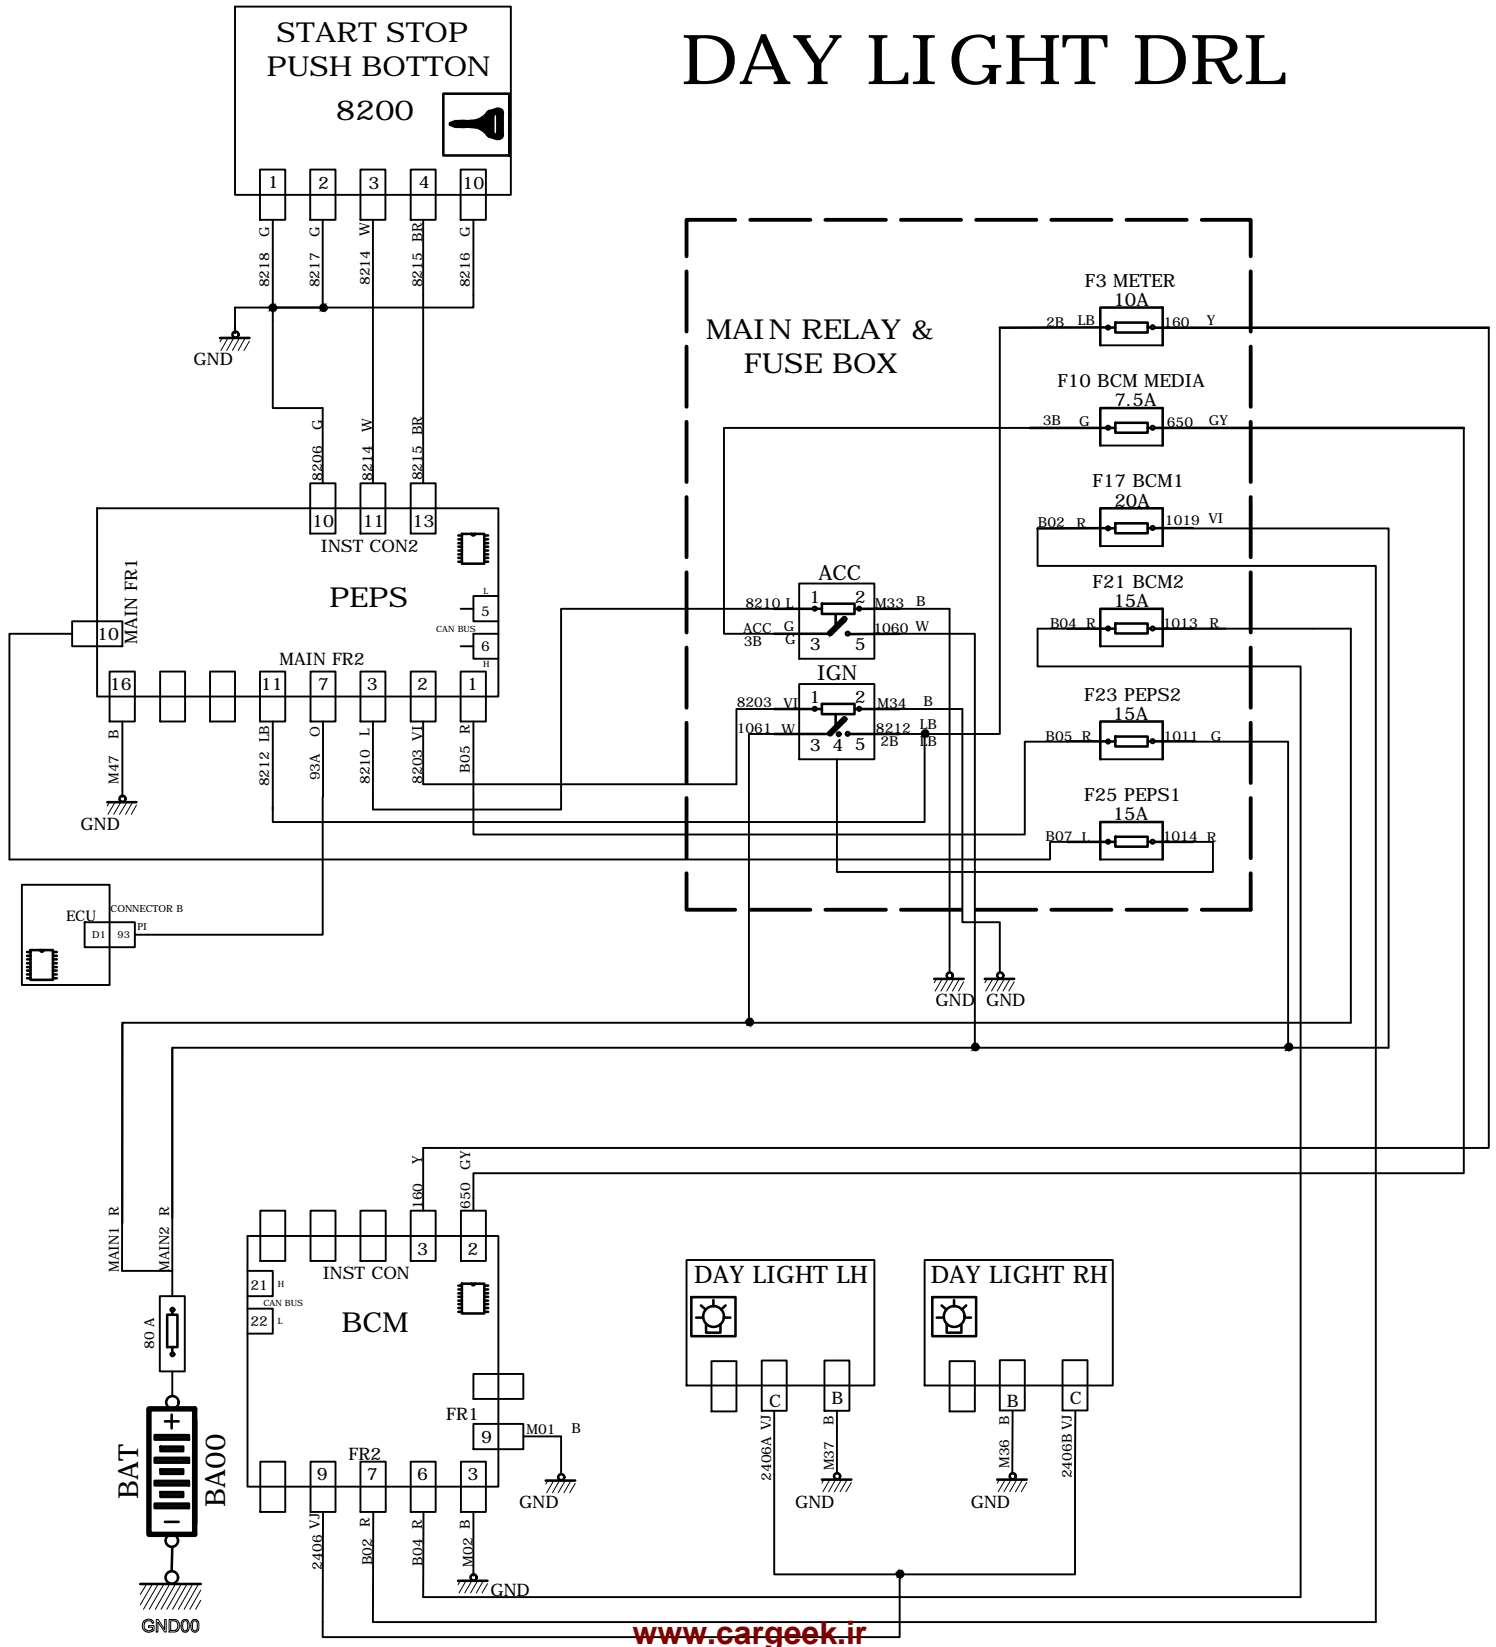 START STOP
PUSH BOTTON
8200
DAY LIGHT DRL
1
2
3
4
10
8218 G
8217 G
8214 W
8215 BR
8216 G
GND
8206 G
8214 W
8215 BR
10
11
13
INST CON2
PEPS
MAIN FR1
10
L
5
CAN BUS
6
H
MAIN FR2
16
11
7
3
2
1
M47 B
8212 LB
93A O
8210 L
8203 VI
B05 R
GND
ECU
CONNECTOR B
D1
93
PI
MAIN RELAY &
FUSE BOX
F3 METER
10A
2B LB
160 Y
F10 BCM MEDIA
7.5A
3B G
650 GY
F17 BCM1
20A
B02 R
1019 VI
F21 BCM2
15A
B04 R
1013 R
F23 PEPS2
15A
B05 R
1011 G
F25 PEPS1
15A
B07 L
1014 R
ACC
8210 L
1
2
M33 B
ACC G
3B G
3
5
1060 W
IGN
8203 VI
1
2
M34 B
1061 W
3
4
5
8212 LB
2B LB
GND
GND
MAIN1 R
MAIN2 R
80 A
BAT
BA00
+
−
GND00
160 Y
650 GY
3
2
INST CON
21
H
CAN BUS
22
L
BCM
FR1
9
M01 B
GND
FR2
9
7
6
3
2406 VJ
B02 R
B04 R
M02 B
GND
DAY LIGHT LH
C
B
2406A VJ
M37 B
GND
DAY LIGHT RH
B
C
M36 B
2406B VJ
GND
www.cargeek.ir